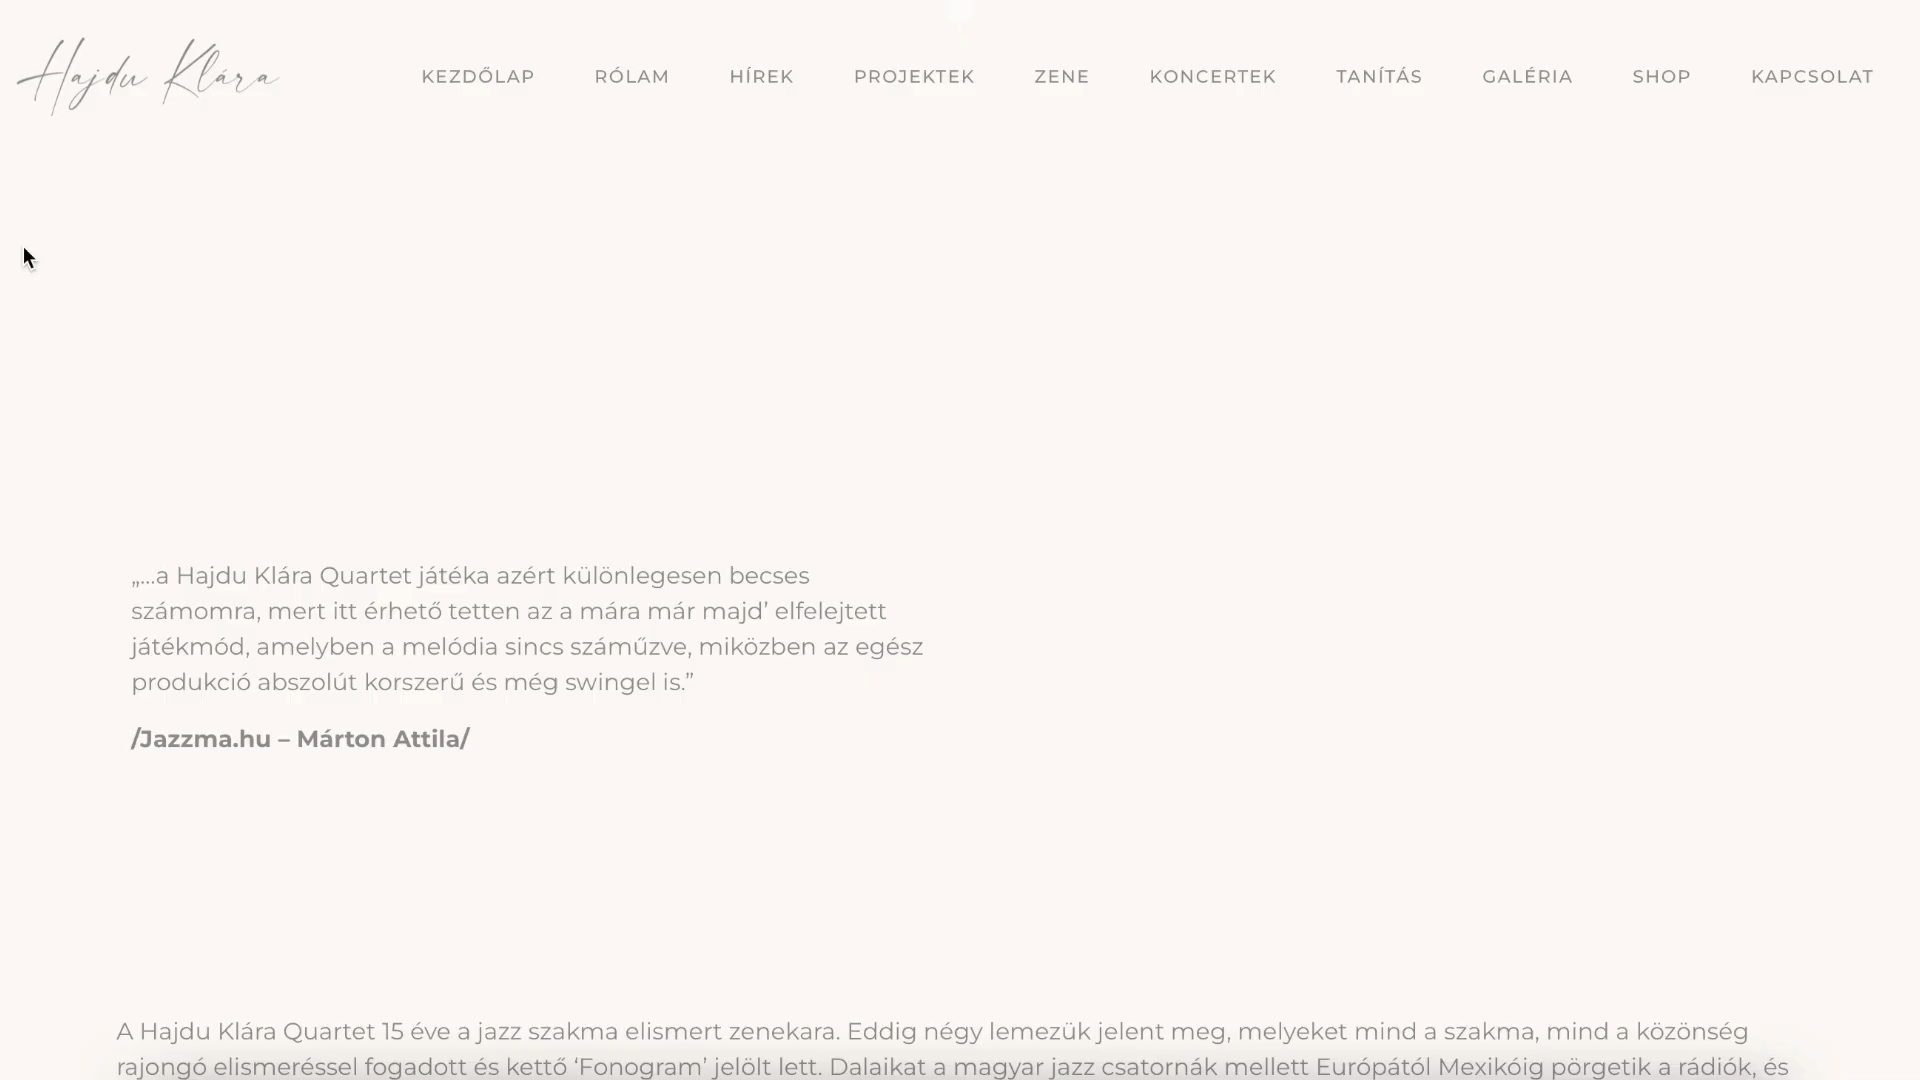 Hajdu Klára
KEZDŐLAP RÓLAM HÍREK PROJEKTEK ZENE KONCERTEK TANÍTÁS GALÉRIA SHOP KAPCSOLAT
„...a Hajdu Klára Quartet játéka azért különlegesen becses
számomra, mert itt érhető tetten az a mára már majd’ elfelejtett
játékmód, amelyben a melódia sincs száműzve, miközben az egész
produkció abszolút korszerű és még swingel is.”
/Jazzma.hu – Márton Attila/
A Hajdu Klára Quartet 15 éve a jazz szakma elismert zenekara. Eddig négy lemezük jelent meg, melyeket mind a szakma, mind a közönség
rajongó elismeréssel fogadott és kettő ‘Fonogram’ jelölt lett. Dalaikat a magyar jazz csatornák mellett Európától Mexikóig pörgetik a rádiók, és